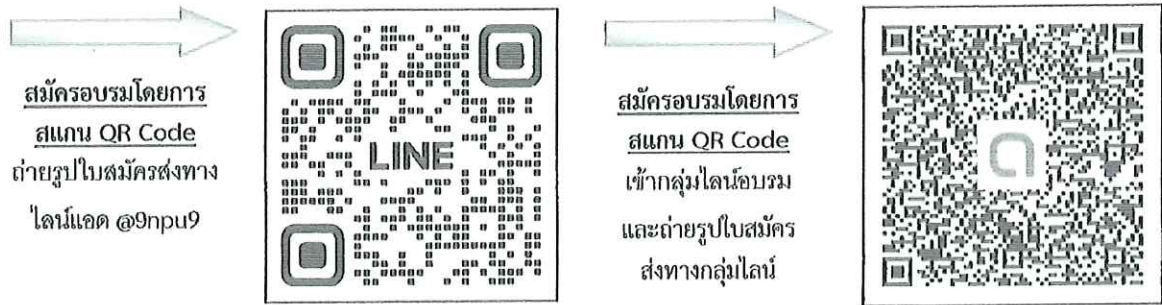 สมัครอบรมโดยการ
สแกน QR Code
ถ่ายรูปใบสมัครส่งทาง
ไลน์แอด @9npu9
LINE
สมัครอบรมโดยการ
สแกน QR Code
เข้ากลุ่มไลน์อบรม
และถ่ายรูปใบสมัคร
ส่งทางกลุ่มไลน์